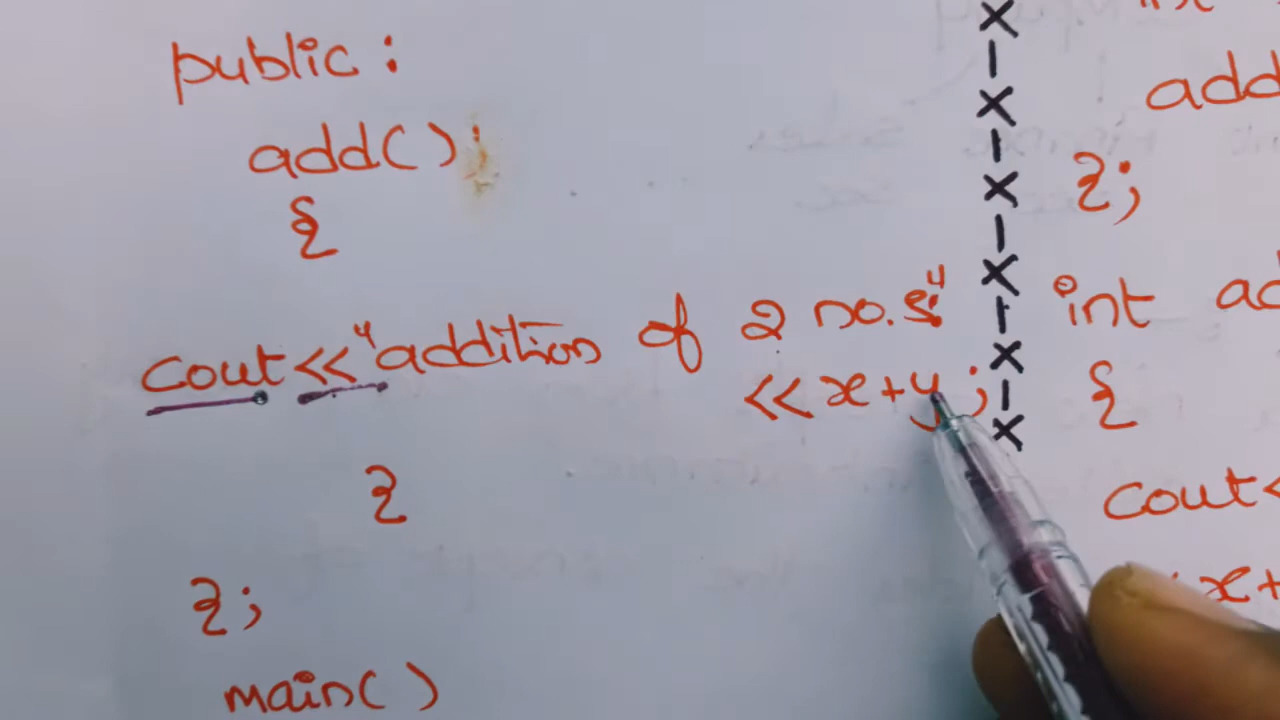 public :
add();
{
cout<<"addition of 2 no.s"
<<x+y;
}
};
main()
add
};
int ad
{
cout<
x+